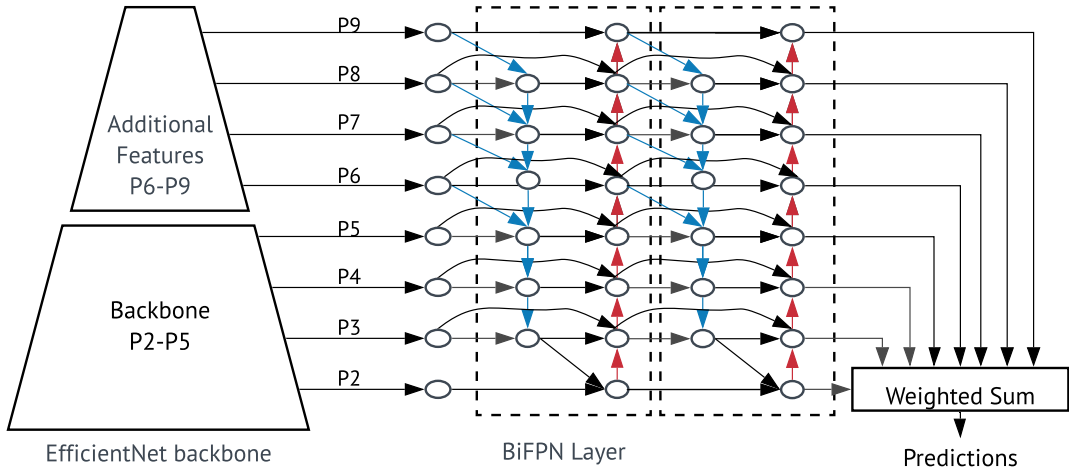 P9
P8
P7
P6
P5
P4
P3
P2
Additional
Features
P6-P9
Backbone
P2-P5
EfficientNet backbone
BiFPN Layer
Weighted Sum
Predictions